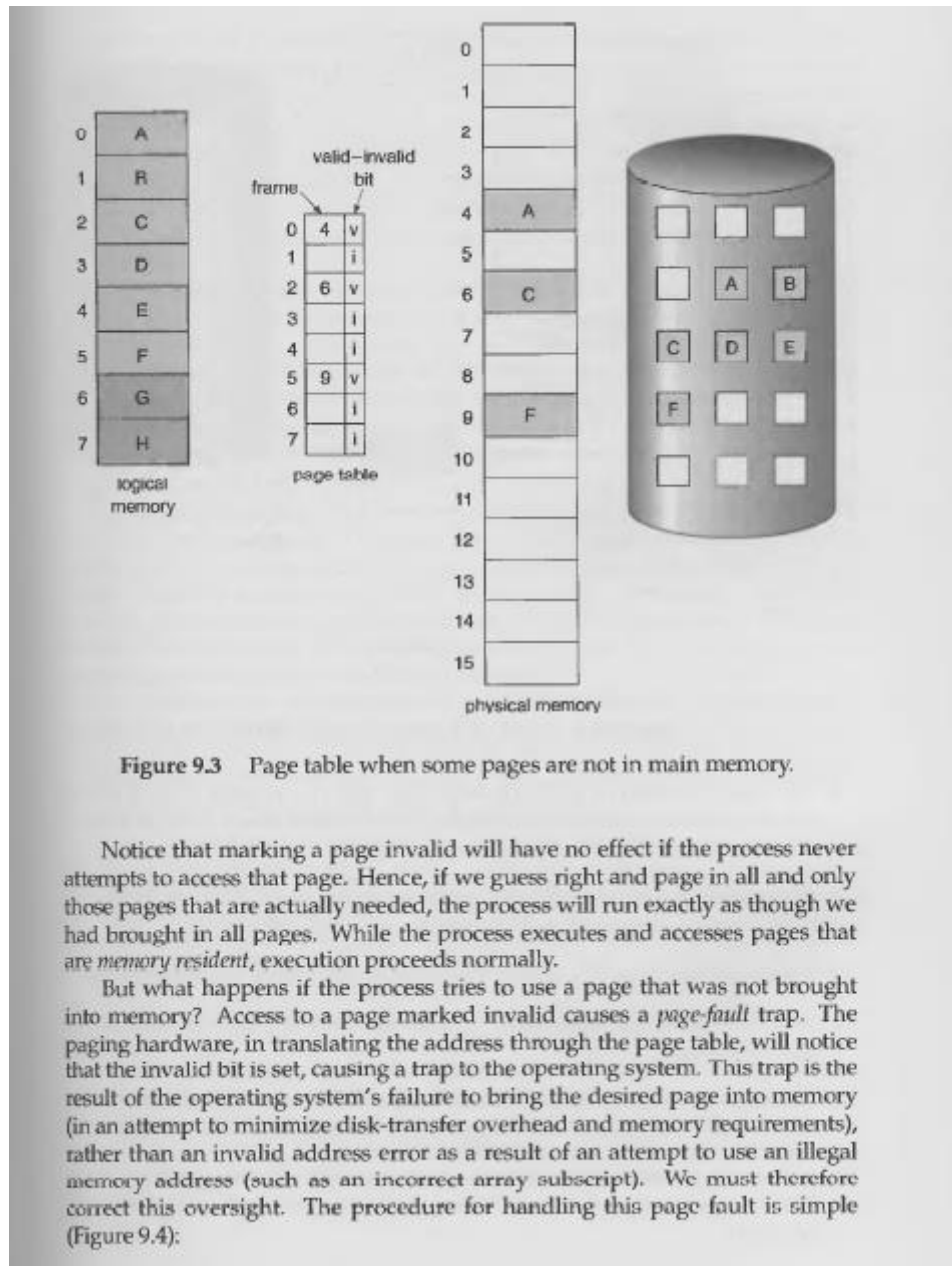 0 A
1 R
2 C
3 D
4 E
5 F
6 G
7 H
logical
memory
valid–invalid
bit
frame
0 4 v
1 i
2 6 v
3 i
4 i
5 9 v
6 i
7 i
page table
0
1
2
3
4 A
5
6 C
7
8
9 F
10
11
12
13
14
15
physical memory
A B
C D E
F
Figure 9.3 Page table when some pages are not in main memory.
Notice that marking a page invalid will have no effect if the process never
attempts to access that page. Hence, if we guess right and page in all and only
those pages that are actually needed, the process will run exactly as though we
had brought in all pages. While the process executes and accesses pages that
are memory resident, execution proceeds normally.
But what happens if the process tries to use a page that was not brought
into memory? Access to a page marked invalid causes a page-fault trap. The
paging hardware, in translating the address through the page table, will notice
that the invalid bit is set, causing a trap to the operating system. This trap is the
result of the operating system's failure to bring the desired page into memory
(in an attempt to minimize disk-transfer overhead and memory requirements),
rather than an invalid address error as a result of an attempt to use an illegal
memory address (such as an incorrect array subscript). We must therefore
correct this oversight. The procedure for handling this page fault is simple
(Figure 9.4):